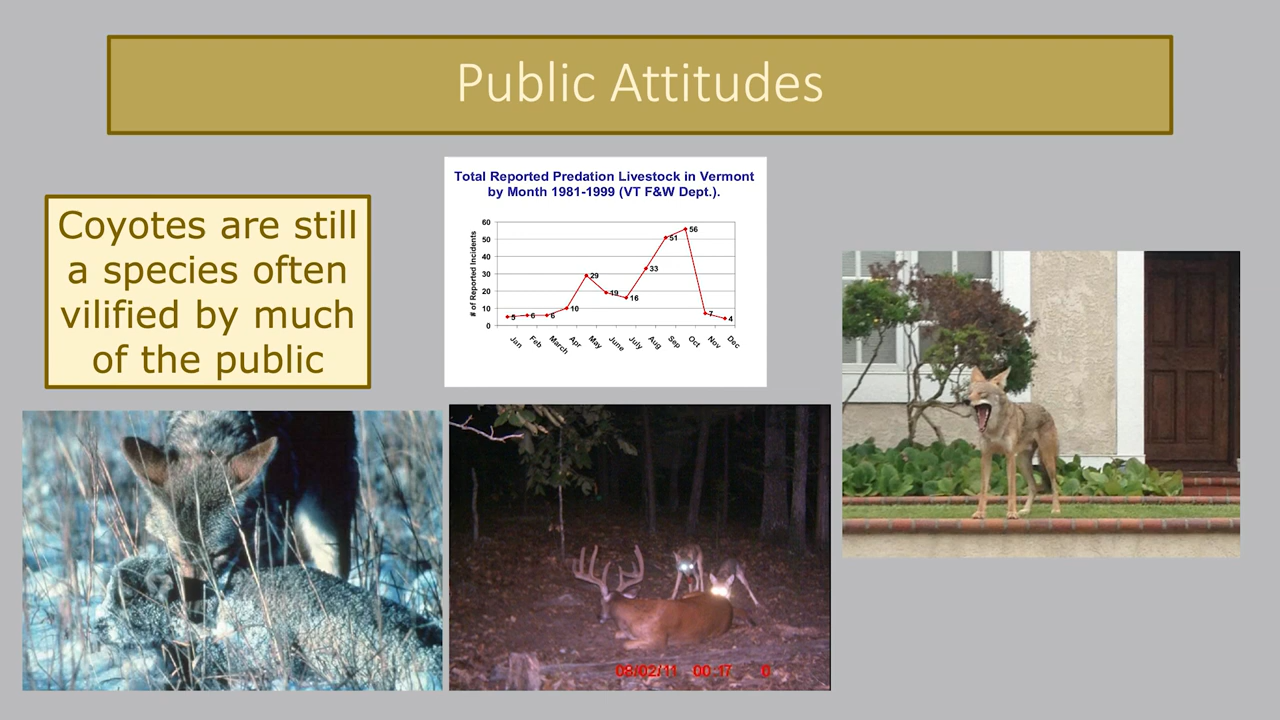 Public Attitudes
Coyotes are still
a species often
vilified by much
of the public
Total Reported Predation Livestock in Vermont
by Month 1981-1999 (VT F&W Dept.).
# of Reported Incidents
60
50
40
30
20
10
0
5
6
6
10
29
19
16
33
51
56
7
4
Jan
Feb
March
Apr
May
June
July
Aug
Sep
Oct
Nov
Dec
08/02/11 00 17 0